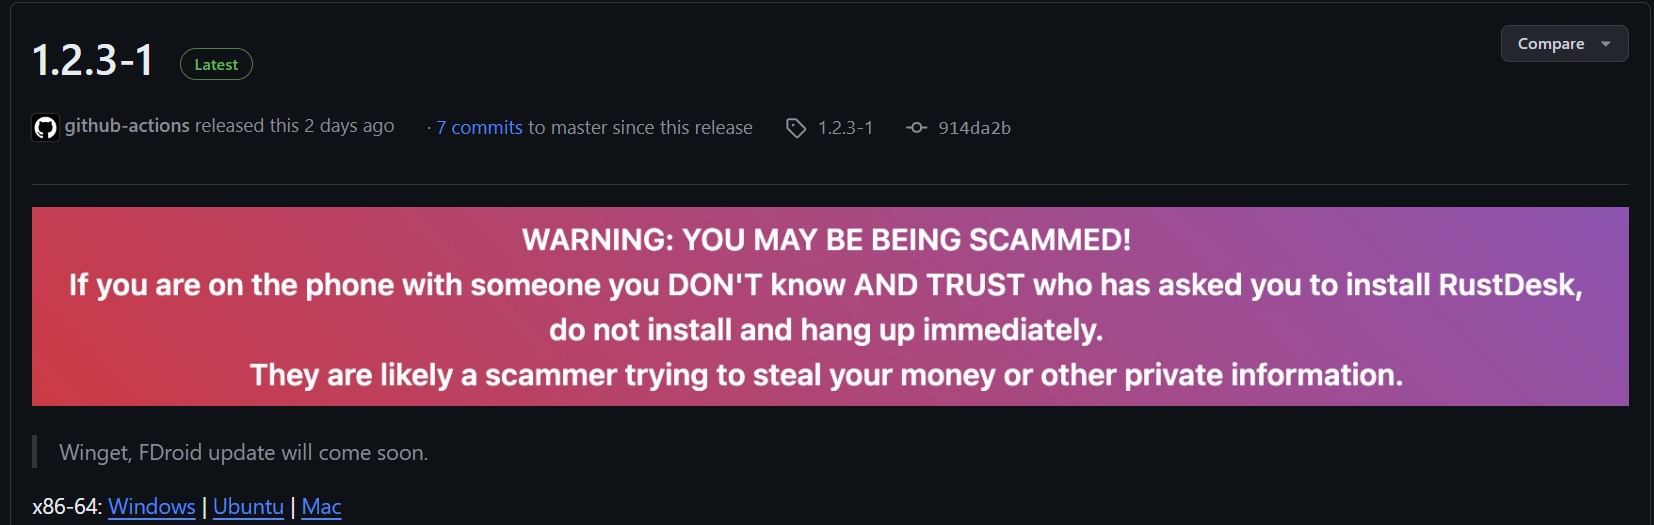 1.2.3-1 Latest Compare
github-actions released this 2 days ago · 7 commits to master since this release 1.2.3-1 914da2b
WARNING: YOU MAY BE BEING SCAMMED!
If you are on the phone with someone you DON'T know AND TRUST who has asked you to install RustDesk,
do not install and hang up immediately.
They are likely a scammer trying to steal your money or other private information.
Winget, FDroid update will come soon.
x86-64: Windows | Ubuntu | Mac